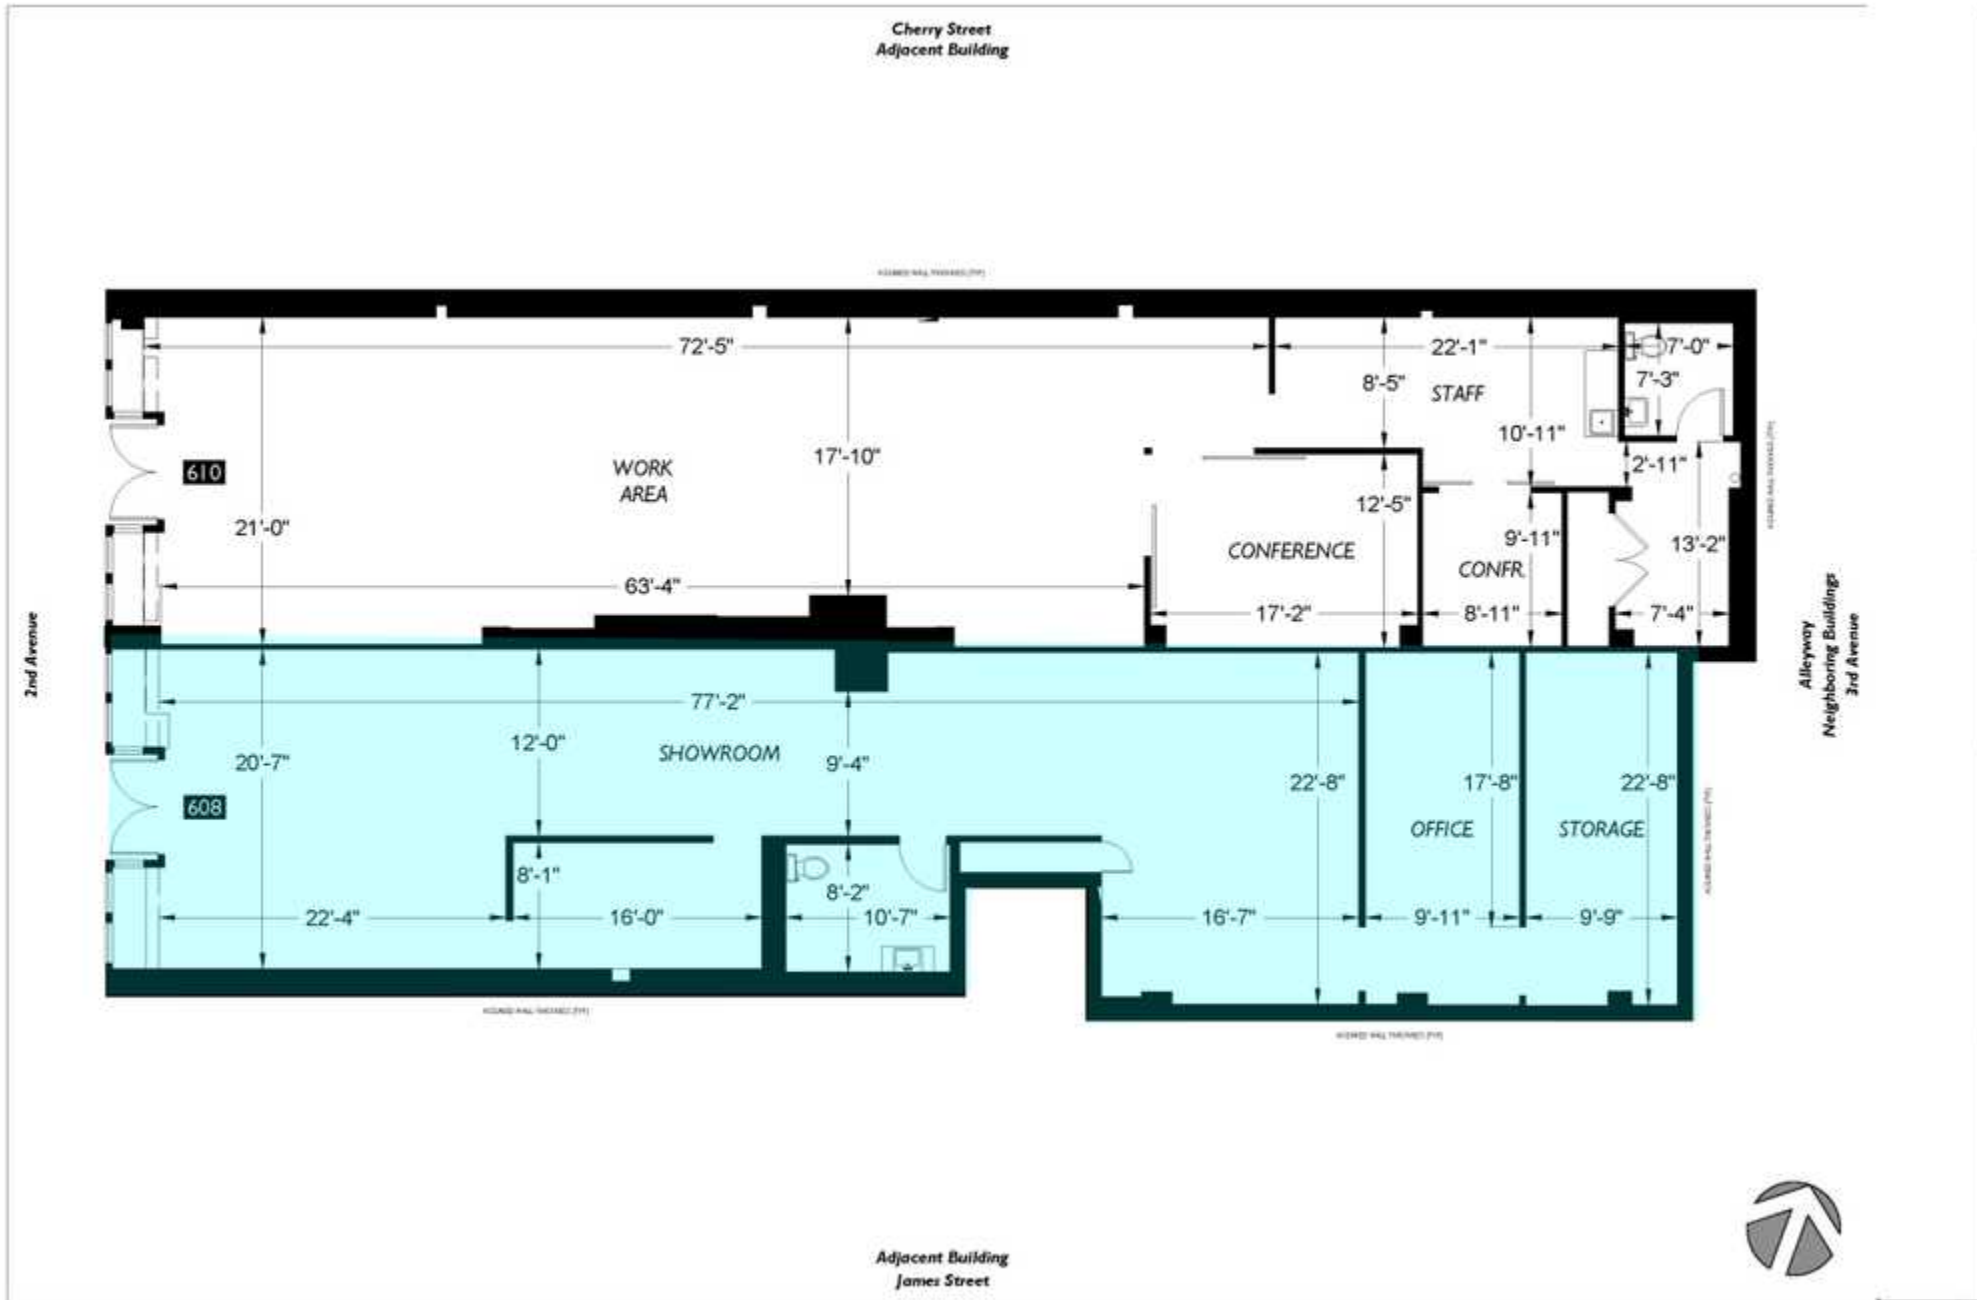 Cherry Street
Adjacent Building
72'-5"
22'-1"
7'-0"
8'-5"
7'-3"
STAFF
10'-11"
610
WORK
AREA
17'-10"
2'-11"
21'-0"
12'-5"
CONFERENCE
9'-11"
13'-2"
CONFR.
63'-4"
17'-2"
8'-11"
7'-4"
2nd Avenue
Alleyway
Neighboring Buildings
3rd Avenue
77'-2"
12'-0"
SHOWROOM
20'-7"
9'-4"
22'-8"
17'-8"
22'-8"
608
OFFICE
STORAGE
8'-1"
8'-2"
22'-4"
16'-0"
10'-7"
16'-7"
9'-11"
9'-9"
Adjacent Building
James Street